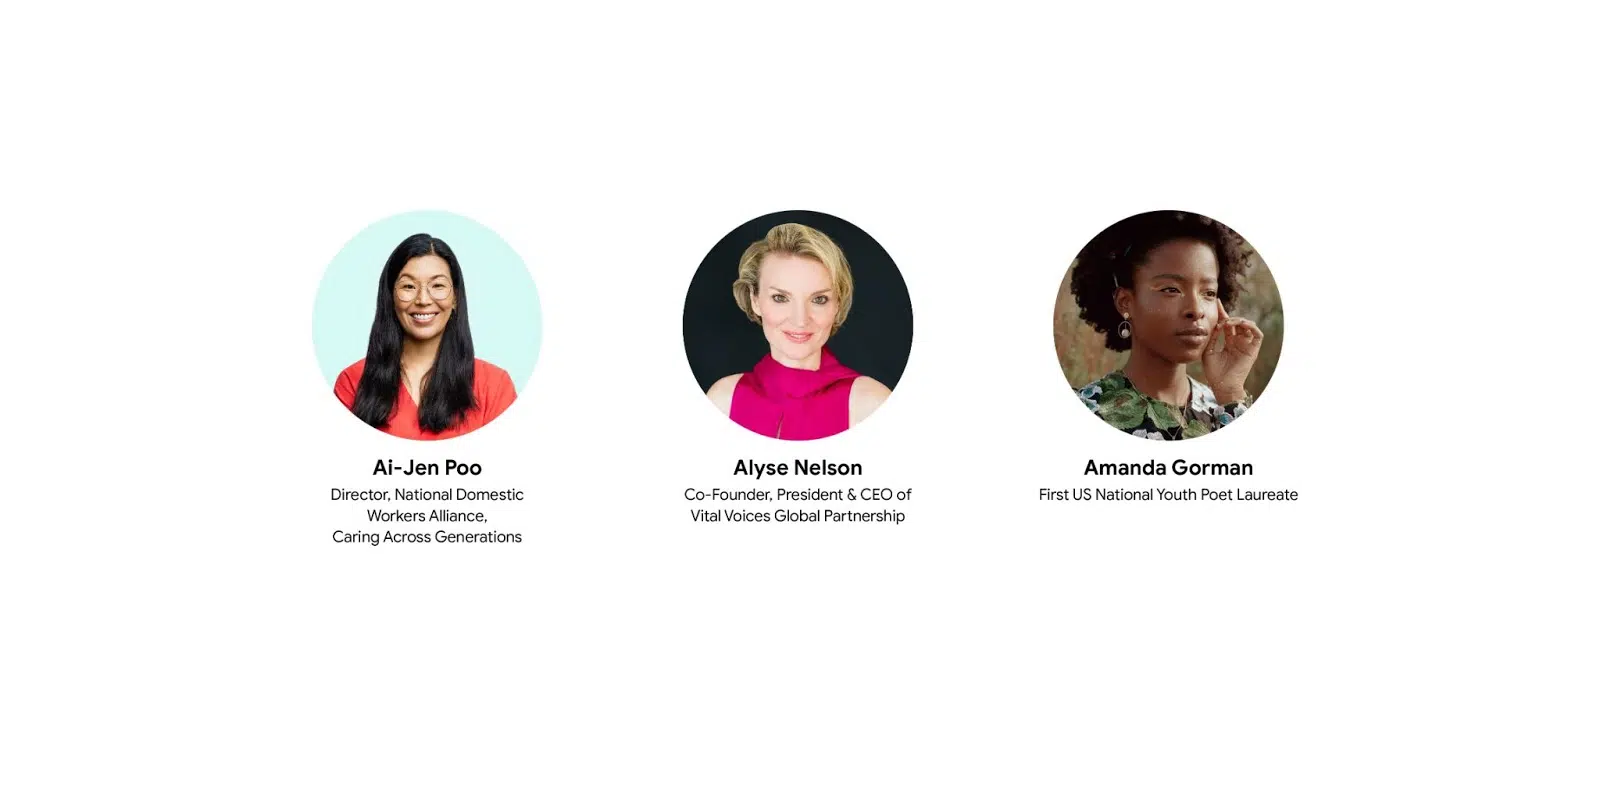 Ai-Jen Poo
Director, National Domestic
Workers Alliance,
Caring Across Generations
Alyse Nelson
Co-Founder, President & CEO of
Vital Voices Global Partnership
Amanda Gorman
First US National Youth Poet Laureate